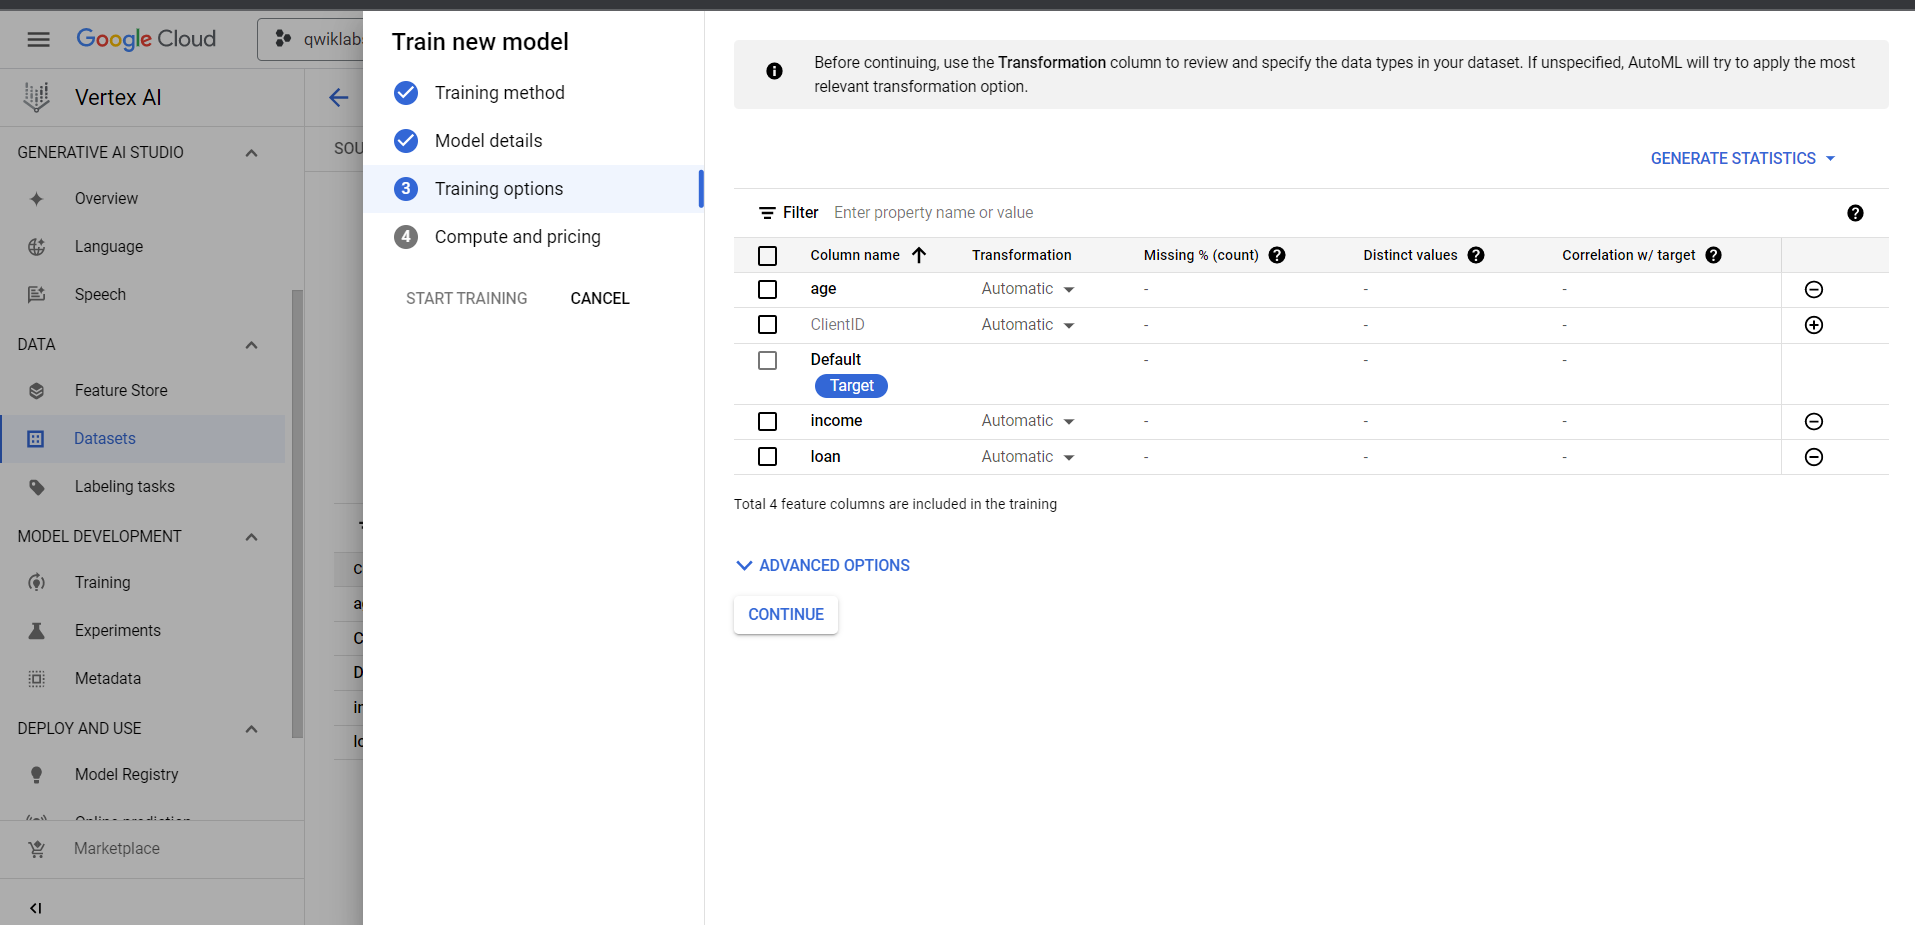 Google Cloud
qwiklab
Vertex AI
SOU
GENERATIVE AI STUDIO
Overview
Language
Speech
DATA
Feature Store
Datasets
Labeling tasks
MODEL DEVELOPMENT
Training
Experiments
Metadata
DEPLOY AND USE
Model Registry
Online prediction
Marketplace
C
a
C
D
in
lo
Train new model
Training method
Model details
3 Training options
4 Compute and pricing
START TRAINING CANCEL
Before continuing, use the Transformation column to review and specify the data types in your dataset. If unspecified, AutoML will try to apply the most
relevant transformation option.
GENERATE STATISTICS
Filter Enter property name or value
Column name Transformation Missing % (count) Distinct values Correlation w/ target
age Automatic - - -
ClientID Automatic - - -
Default - - -
Target
income Automatic - - -
loan Automatic - - -
Total 4 feature columns are included in the training
ADVANCED OPTIONS
CONTINUE